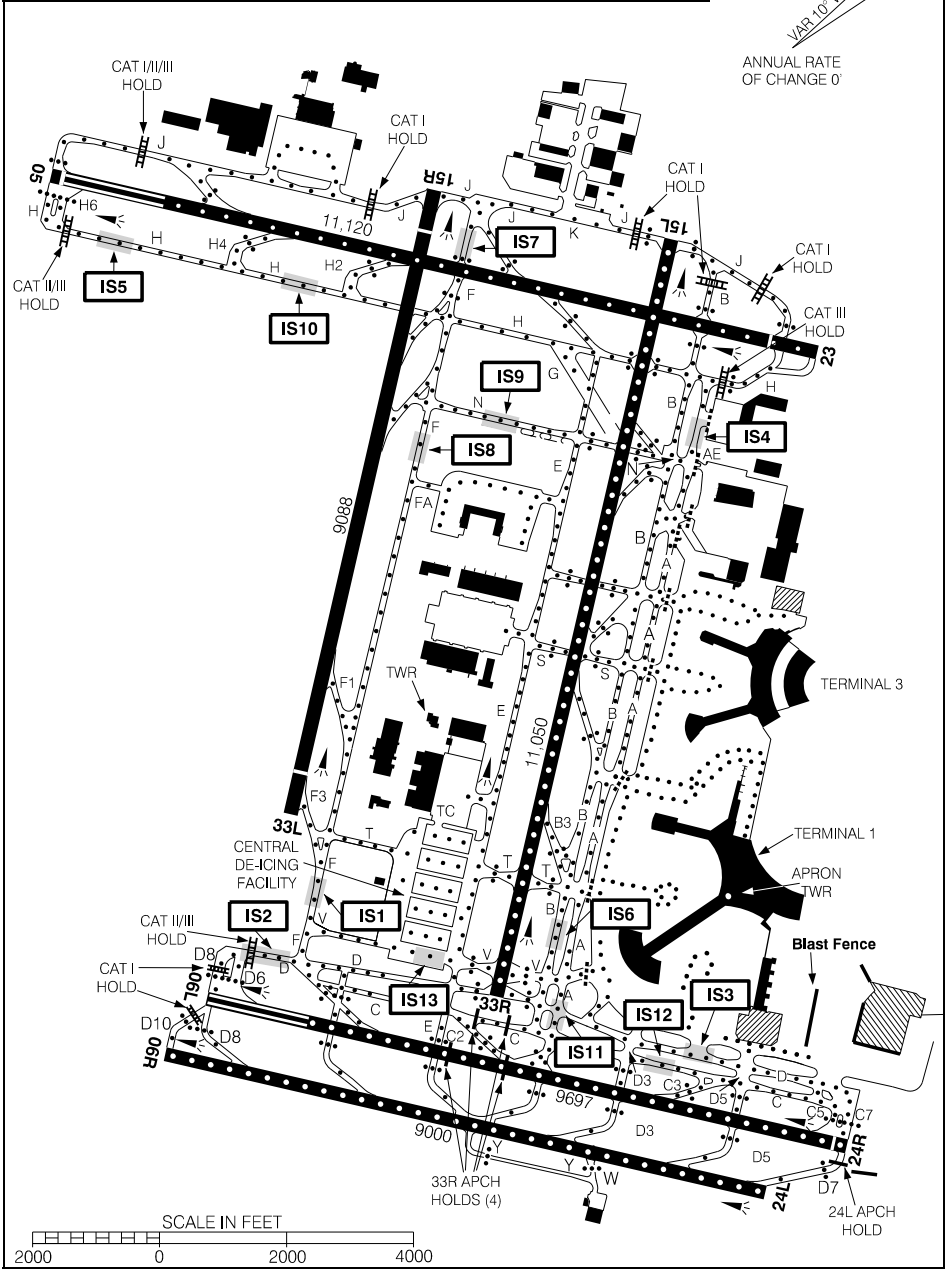 VAR 10° W
ANNUAL RATE
OF CHANGE 0'
CAT I/II/III
HOLD
CAT I
HOLD
CAT I
HOLD
CAT I
HOLD
CAT III
HOLD
CAT II/III
HOLD
05
15R
15L
23
J
J
J
J
J
J
K
J
B
H
H6
H
H4
H2
H
H
F
H
G
11,120
IS5
IS10
IS7
IS9
N
IS8
F
FA
E
B
IS4
AE
N
B
A
9088
A
S
S
B
A
TERMINAL 3
TWR
F1
E
11,050
F3
33L
TC
B3
B
A
T
T
T
CENTRAL
DE-ICING
FACILITY
TERMINAL 1
APRON
TWR
F
V
IS1
IS2
CAT II/III
HOLD
F
D
D
B
A
IS6
V
V
Blast Fence
CAT I
HOLD
D8
D6
06L
C
IS13
33R
A
IS11
IS12
IS3
D10
D8
06R
E
C2
C
D3
C3
D5
D
C
C5
C7
9697
9000
D3
D5
24R
Y
Y
W
24L
D7
33R APCH
HOLDS (4)
24L APCH
HOLD
SCALE IN FEET
2000
0
2000
4000